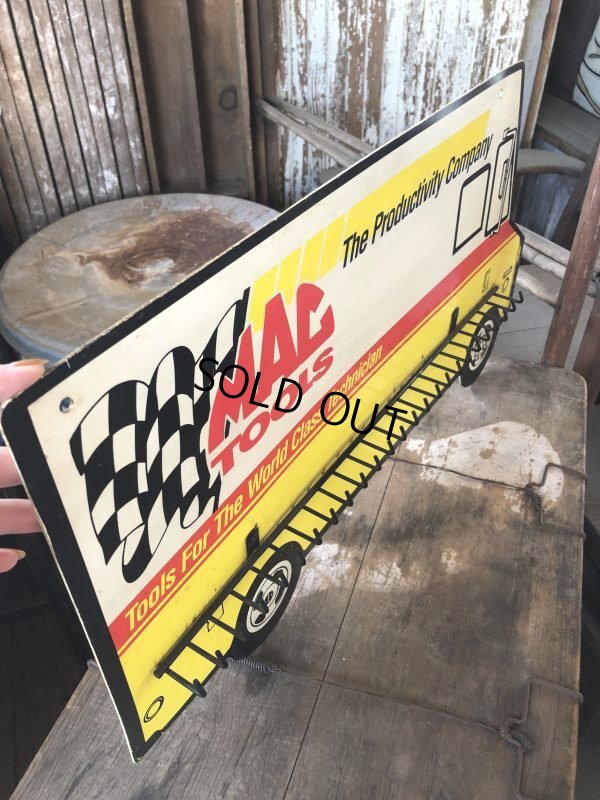 The Productivity Company
MAC
TOOLS
SOLD OUT
Tools For The World Class Technician